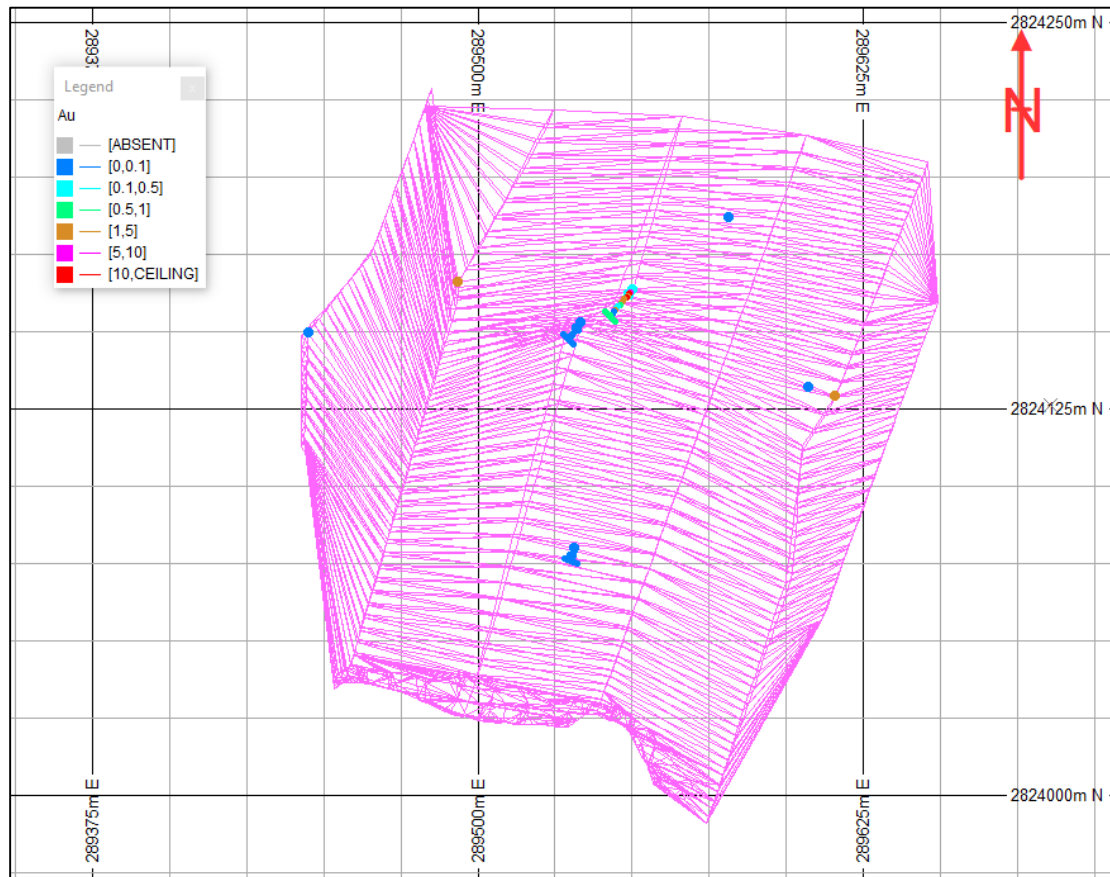 2824250m N
289500m E
289625m E
N
Legend
x
Au
[ABSENT]
[0,0.1]
[0.1,0.5]
[0.5,1]
[1,5]
[5,10]
[10,CEILING]
2824125m N
289375m E
289500m E
289625m E
2824000m N